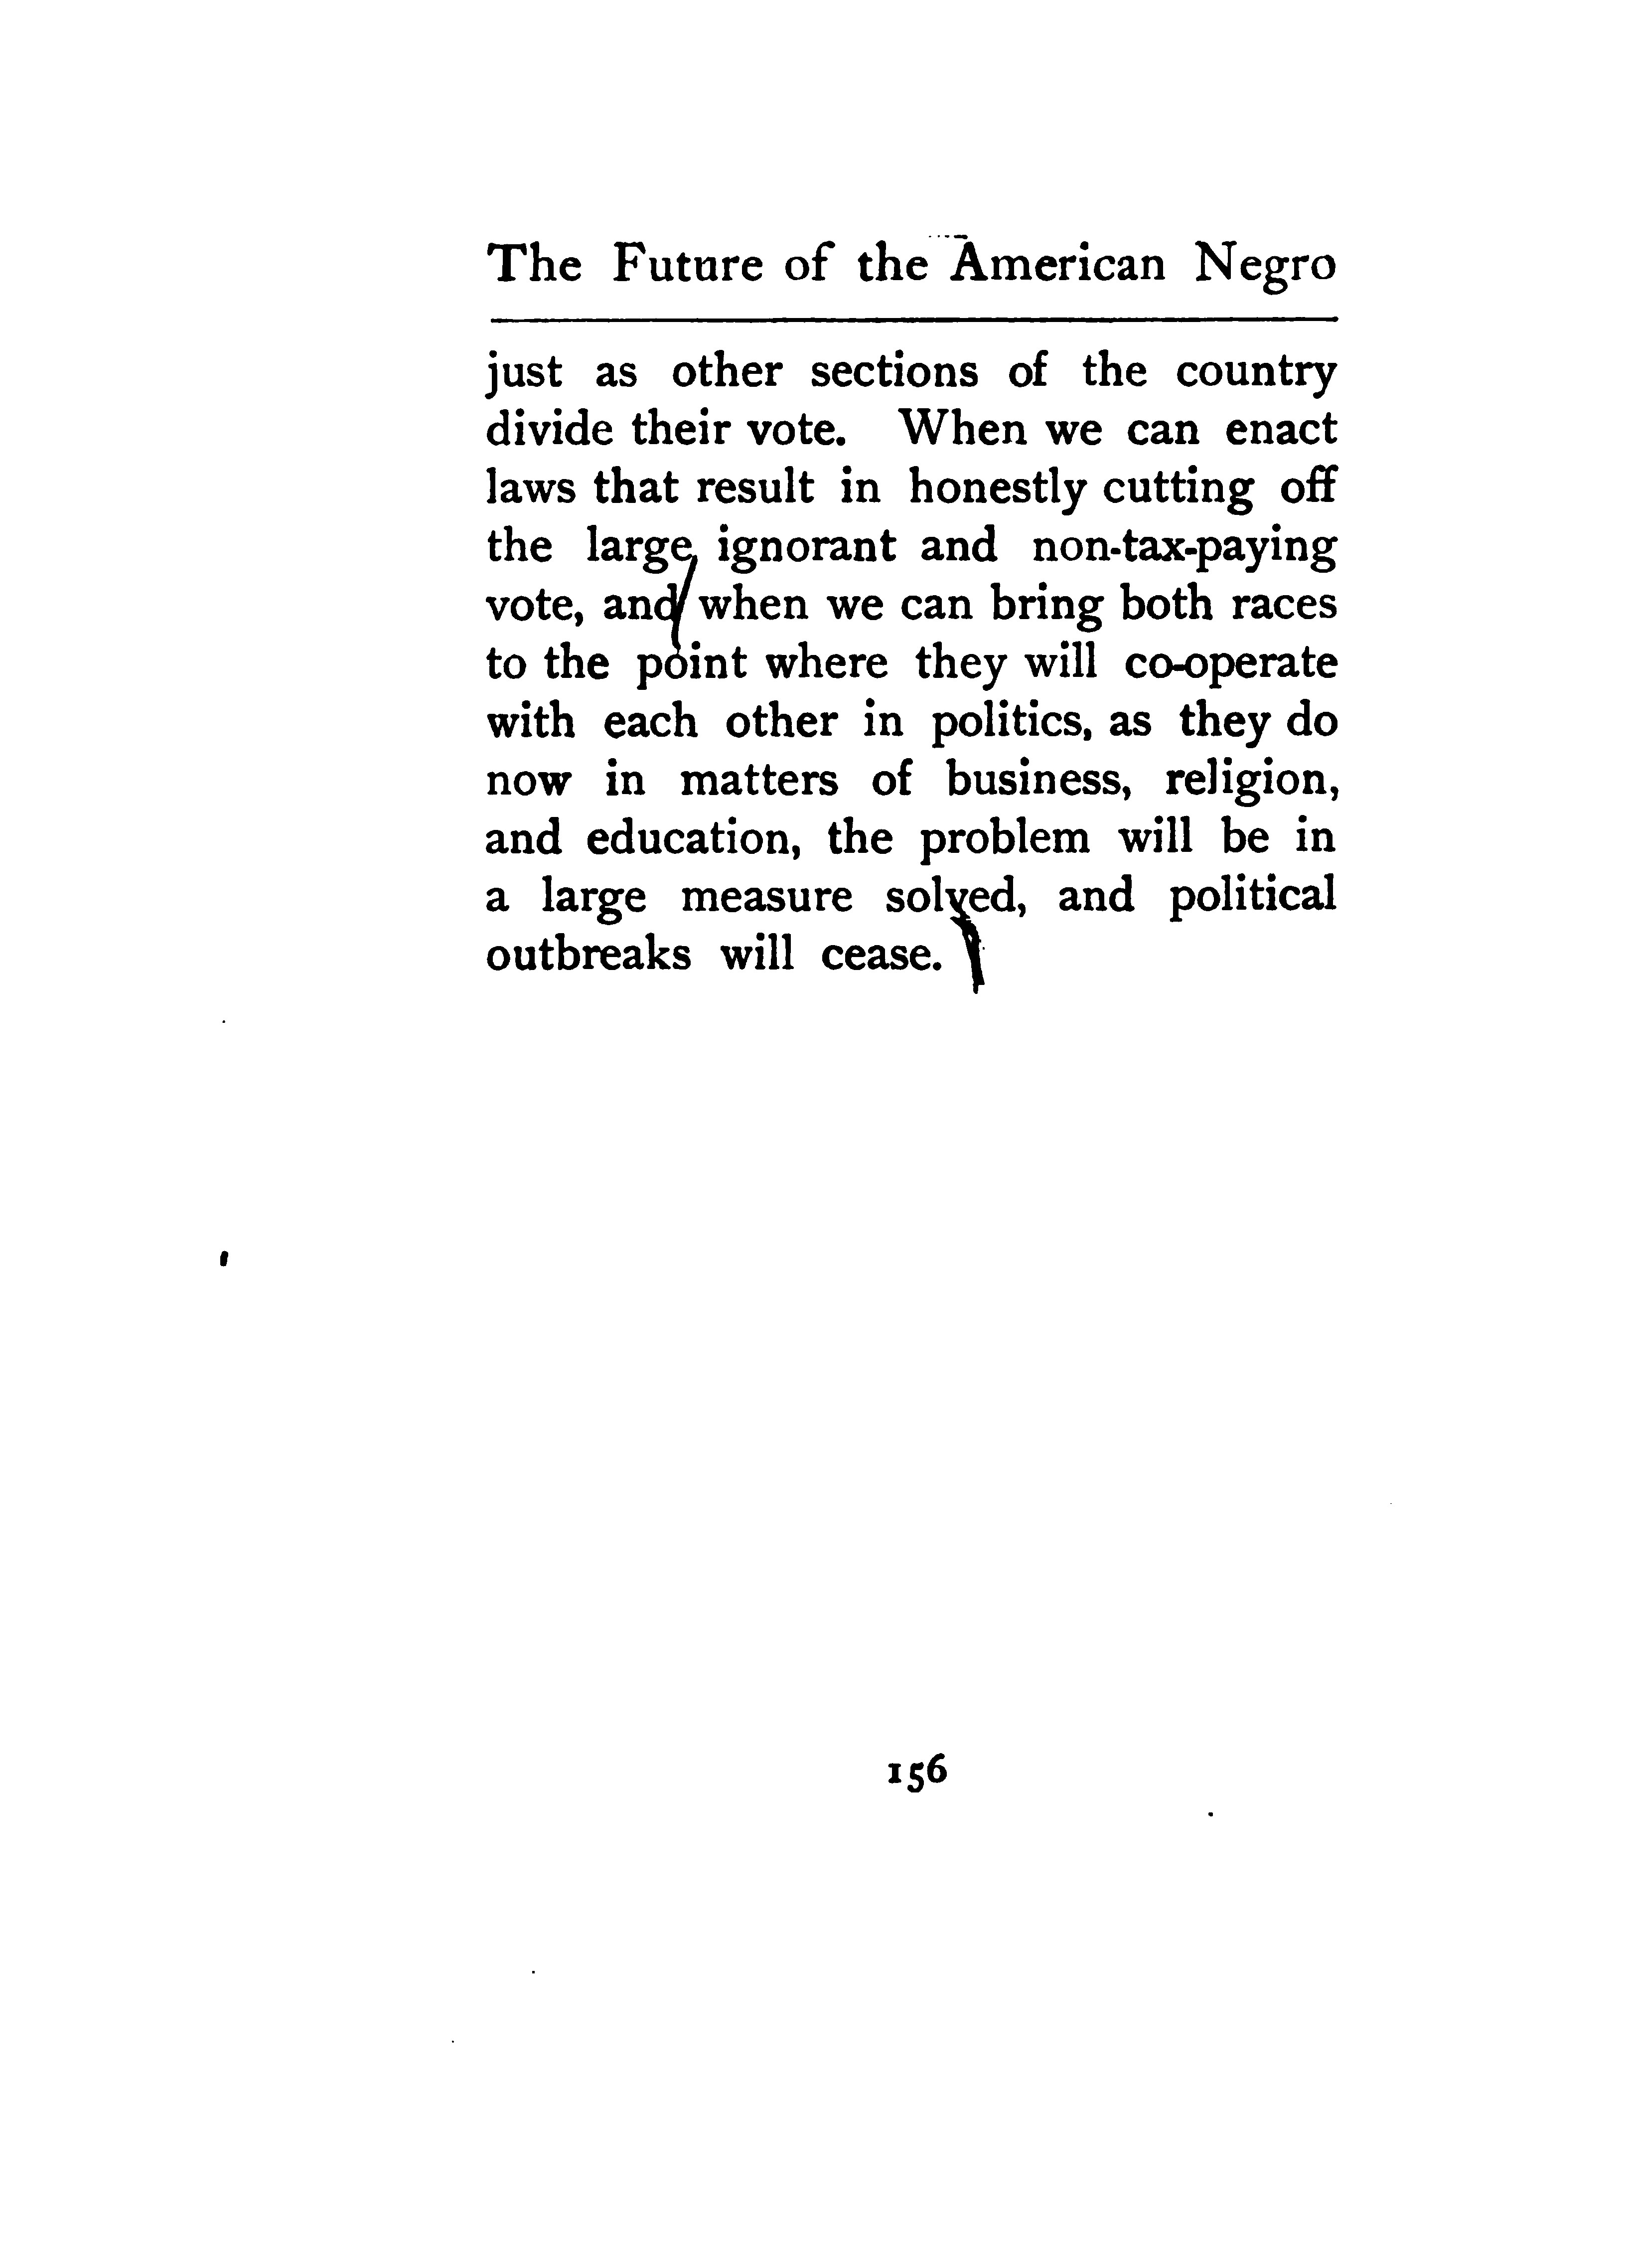 The Future of the American Negro
just as other sections of the country
divide their vote. When we can enact
laws that result in honestly cutting off
the large ignorant and non-tax-paying
vote, and when we can bring both races
to the point where they will co-operate
with each other in politics, as they do
now in matters of business, religion,
and education, the problem will be in
a large measure solved, and political
outbreaks will cease.
156